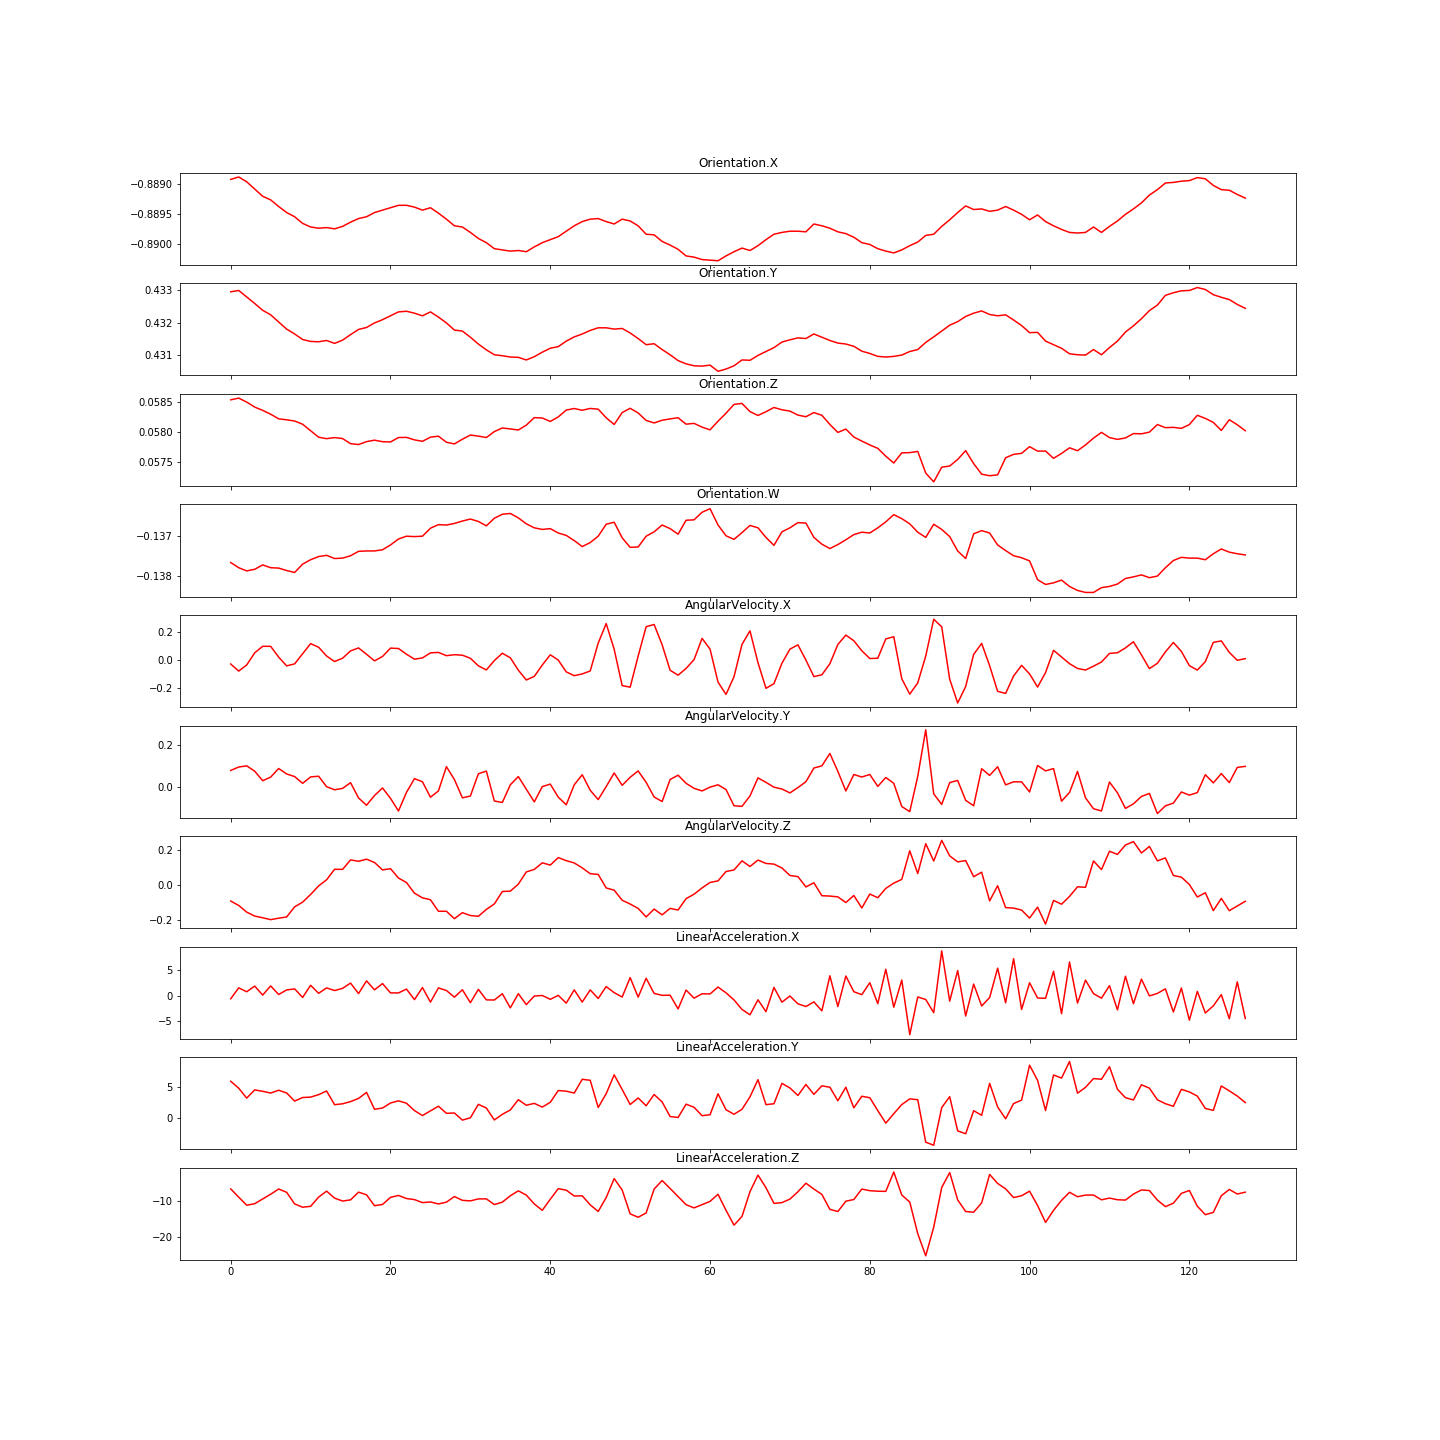 Orientation.X
−0.8890
−0.8895
−0.8900
Orientation.Y
0.433
0.432
0.431
Orientation.Z
0.0585
0.0580
0.0575
Orientation.W
−0.137
−0.138
AngularVelocity.X
0.2
0.0
−0.2
AngularVelocity.Y
0.2
0.0
AngularVelocity.Z
0.2
0.0
−0.2
LinearAcceleration.X
5
0
−5
LinearAcceleration.Y
5
0
LinearAcceleration.Z
−10
−20
0 20 40 60 80 100 120